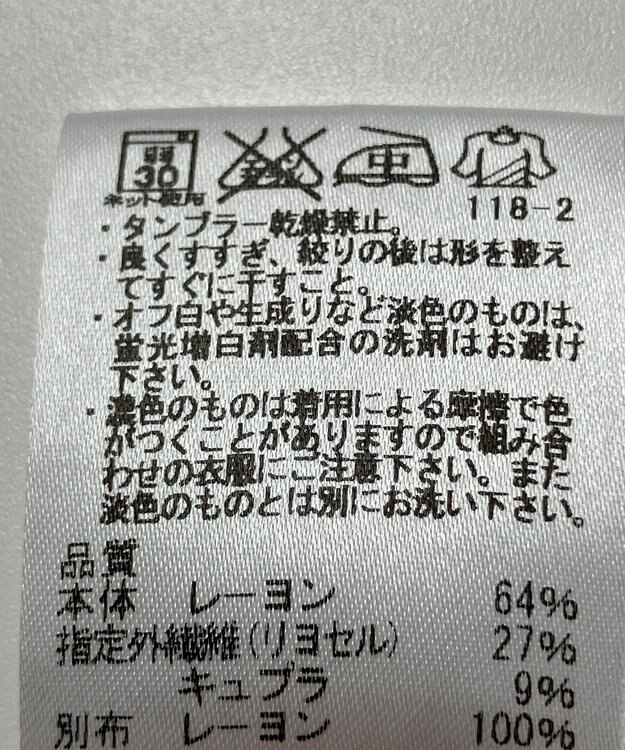 弱
30
ネット使用
中
118-2
・タンブラー乾燥禁止。
・良くすすぎ、絞りの後は形を整え
てすぐに干すこと。
・オフ白や生成りなど淡色のものは、
蛍光増白剤配合の洗剤はお避け
下さい。
・濃色のものは着用による摩擦で色
がつくことがありますので組み合
わせの衣服にご注意下さい。また
淡色のものとは別にお洗い下さい。
品質
本体 レーヨン 64%
指定外繊維(リヨセル) 27%
キュプラ 9%
別布 レーヨン 100%